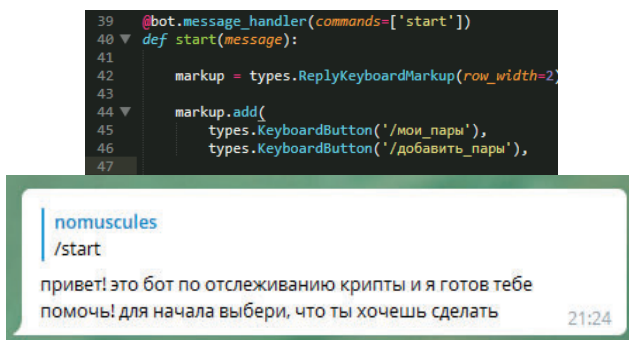 39 @bot.message_handler(commands=['start'])
40 def start(message):
41
42 markup = types.ReplyKeyboardMarkup(row_width=2)
43
44 markup.add(
45 types.KeyboardButton('/мои_пары'),
46 types.KeyboardButton('/добавить_пары'),
47
nomuscules
/start
привет! это бот по отслеживанию крипты и я готов тебе
помочь! для начала выбери, что ты хочешь сделать
21:24